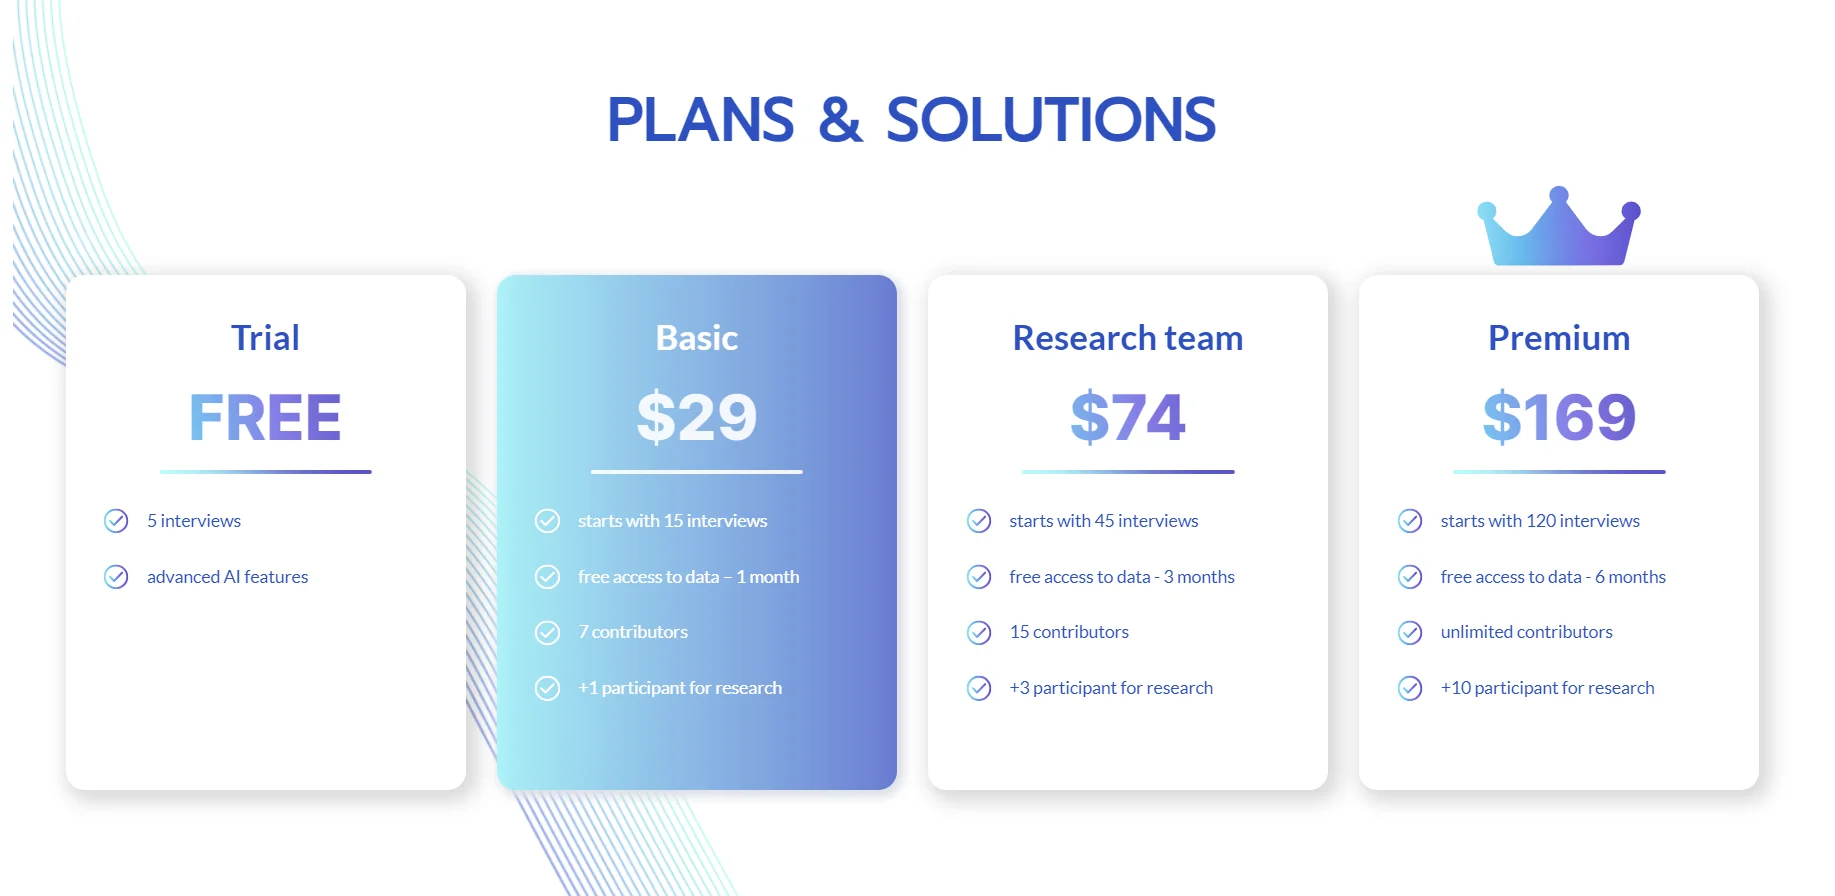 PLANS & SOLUTIONS
Trial
FREE
5 interviews
advanced AI features
Basic
$29
starts with 15 interviews
free access to data – 1 month
7 contributors
+1 participant for research
Research team
$74
starts with 45 interviews
free access to data - 3 months
15 contributors
+3 participant for research
Premium
$169
starts with 120 interviews
free access to data - 6 months
unlimited contributors
+10 participant for research